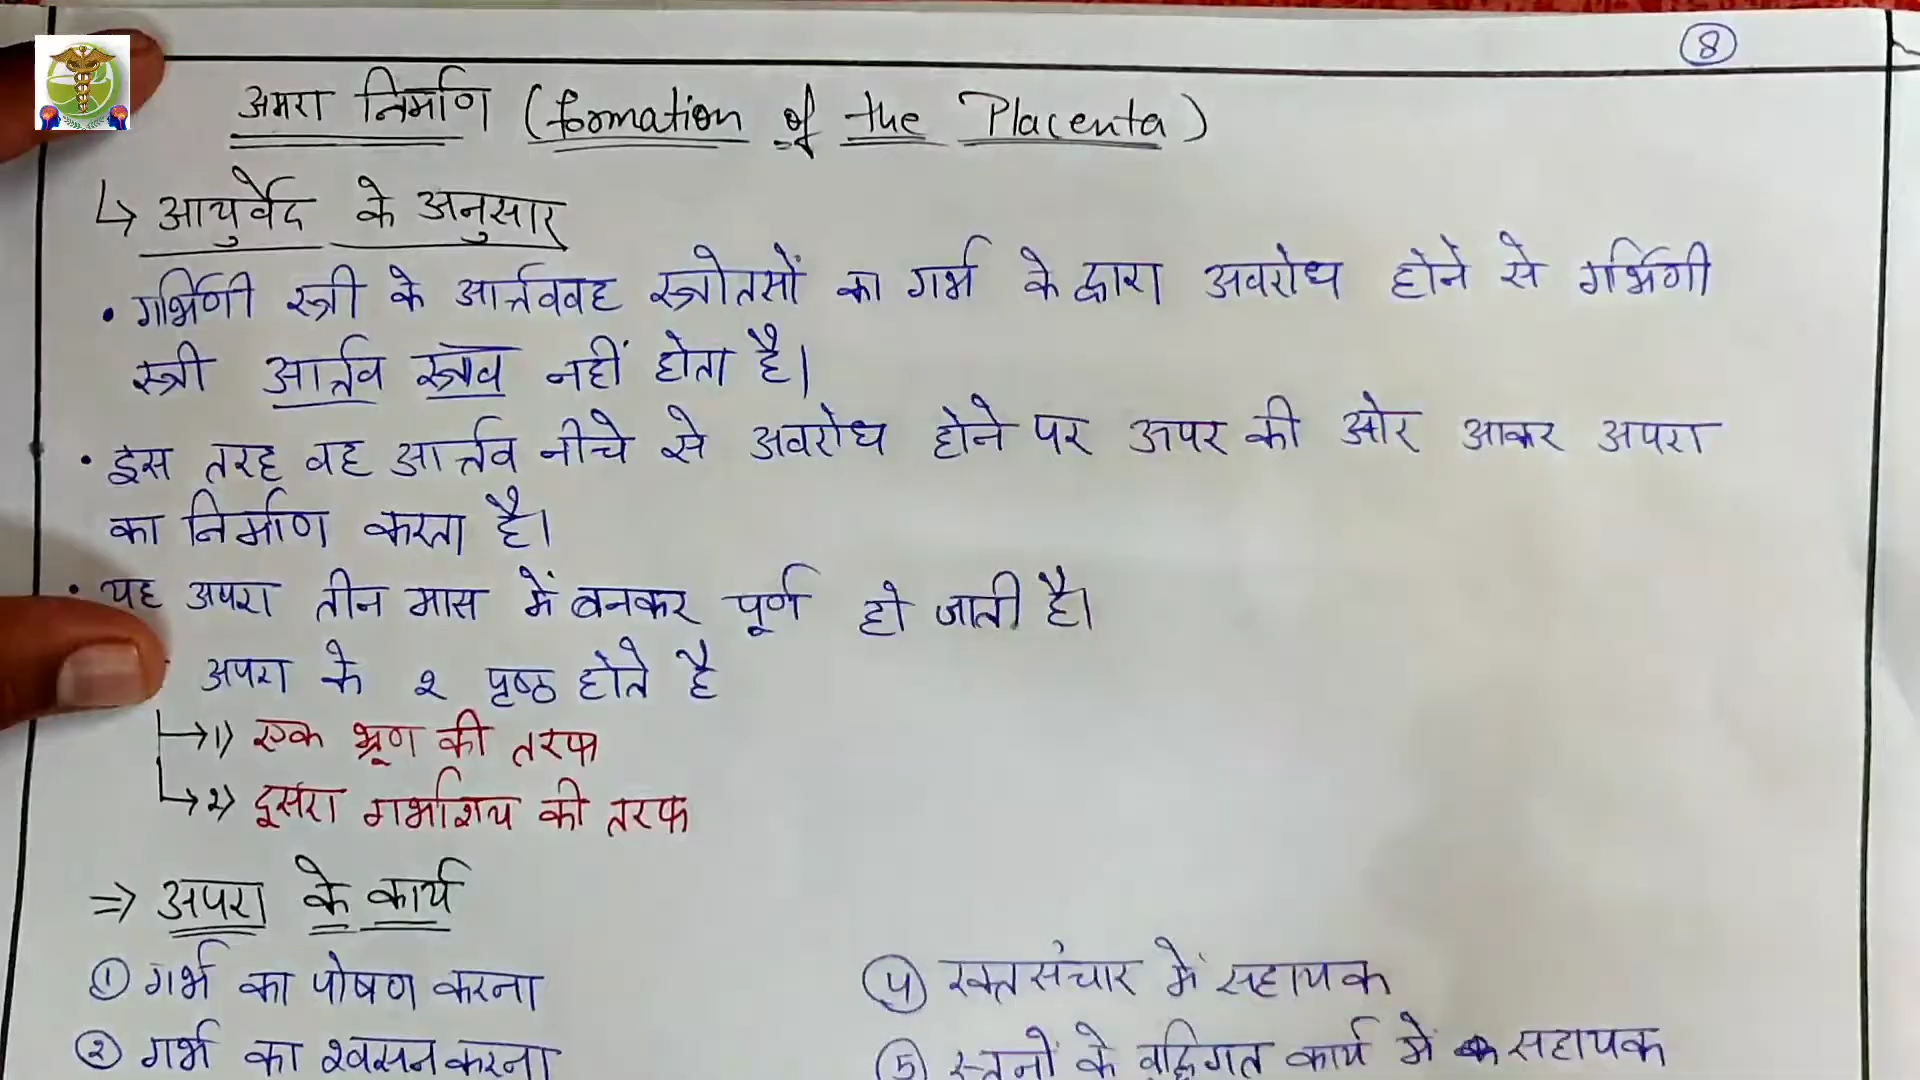 8
अमरा निर्माण (formation of the Placenta)
↳ आयुर्वेद के अनुसार
• गर्भिणी स्त्री के आर्त्तववह स्त्रोतसों का गर्भ के द्वारा अवरोध होने से गर्भिणी
स्त्री आर्त्तव स्त्राव नहीं होता है।
• इस तरह वह आर्त्तव नीचे से अवरोध होने पर ऊपर की ओर आकर अपरा
का निर्माण करता है।
• यह अपरा तीन मास में बनकर पूर्ण हो जाती है।
अपरा के २ पृष्ठ होते है
→1) एक भ्रूण की तरफ
→२) दूसरा गर्भाशय की तरफ
⇒ अपरा के कार्य
① गर्भ का पोषण करना
④ रक्तसंचार में सहायक
② गर्भ का श्वसन करना
⑤ स्तनों के वृद्धिगत कार्य में सहायक